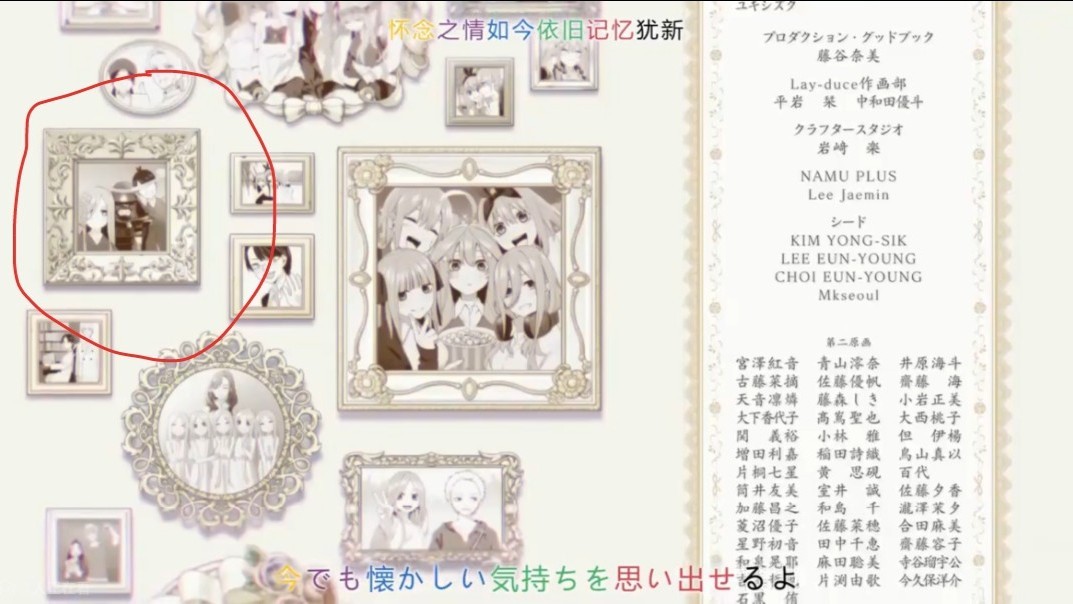 怀念之情如今依旧记忆犹新
ユキシスタ
プロダクション・グッドブック
藤谷奈美
Lay-duce作画部
平岩　栞　中和田優斗
クラフタースタジオ
岩﨑　楽
NAMU PLUS
Lee Jaemin
シード
KIM YONG-SIK
LEE EUN-YOUNG
CHOI EUN-YOUNG
Mkseoul
第二原画
宮澤紅音　青山澪奈　井原海斗
古藤菜摘　佐藤優帆　齋藤　海
天音凛燐　藤森しき　小岩正美
大下香代子　髙嶌聖也　大西桃子
関　義裕　小林　雅　但　伊楊
増田利嘉　稲田詩織　鳥山真以
片桐七星　黄　思硯　百代
筒井友美　室井　誠　佐藤夕香
加藤昌之　和島　千　瀧澤茉夕
菱沼優子　佐藤菜穂　合田麻美
星野初音　田中千恵　齋藤容子
和泉晃耶　麻田聡美　寺谷瑠宇公
片渕由歌　今久保洋介
石黒　侑
今でも懐かしい気持ちを思い出せるよ